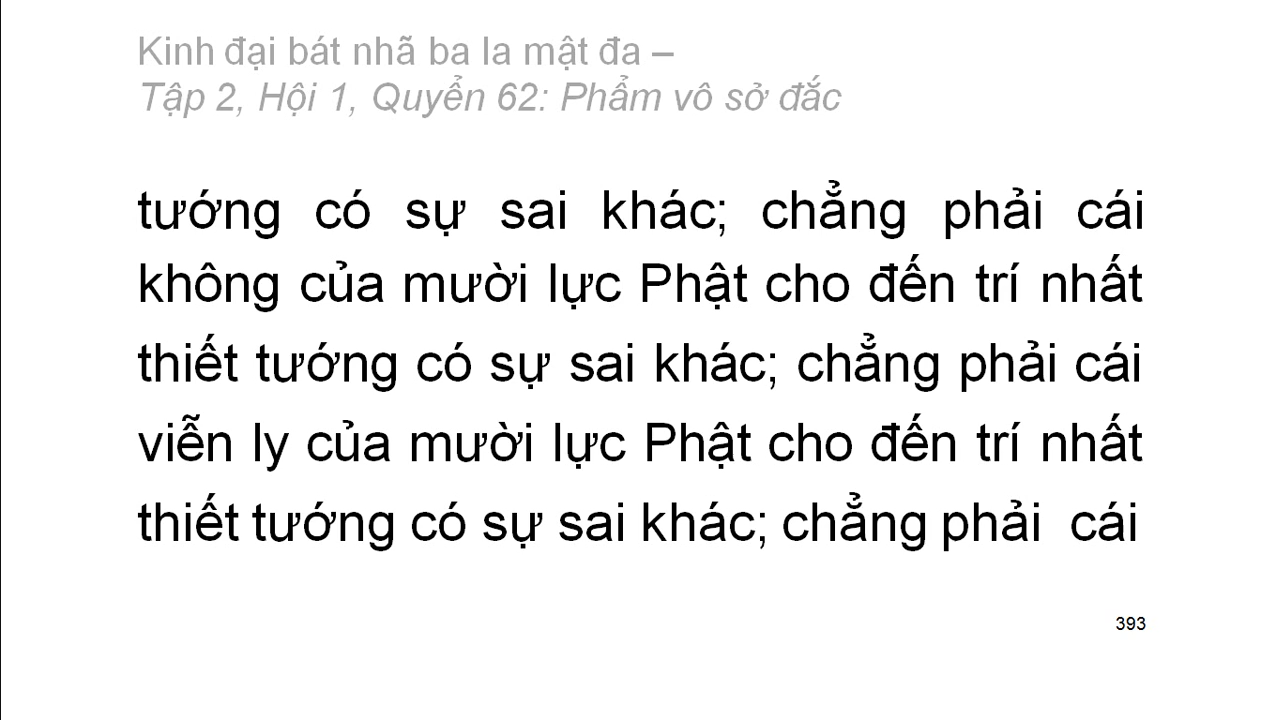 Kinh đại bát nhã ba la mật đa –
Tập 2, Hội 1, Quyển 62: Phẩm vô sở đắc
tướng có sự sai khác; chẳng phải cái
không của mười lực Phật cho đến trí nhất
thiết tướng có sự sai khác; chẳng phải cái
viễn ly của mười lực Phật cho đến trí nhất
thiết tướng có sự sai khác; chẳng phải cái
393